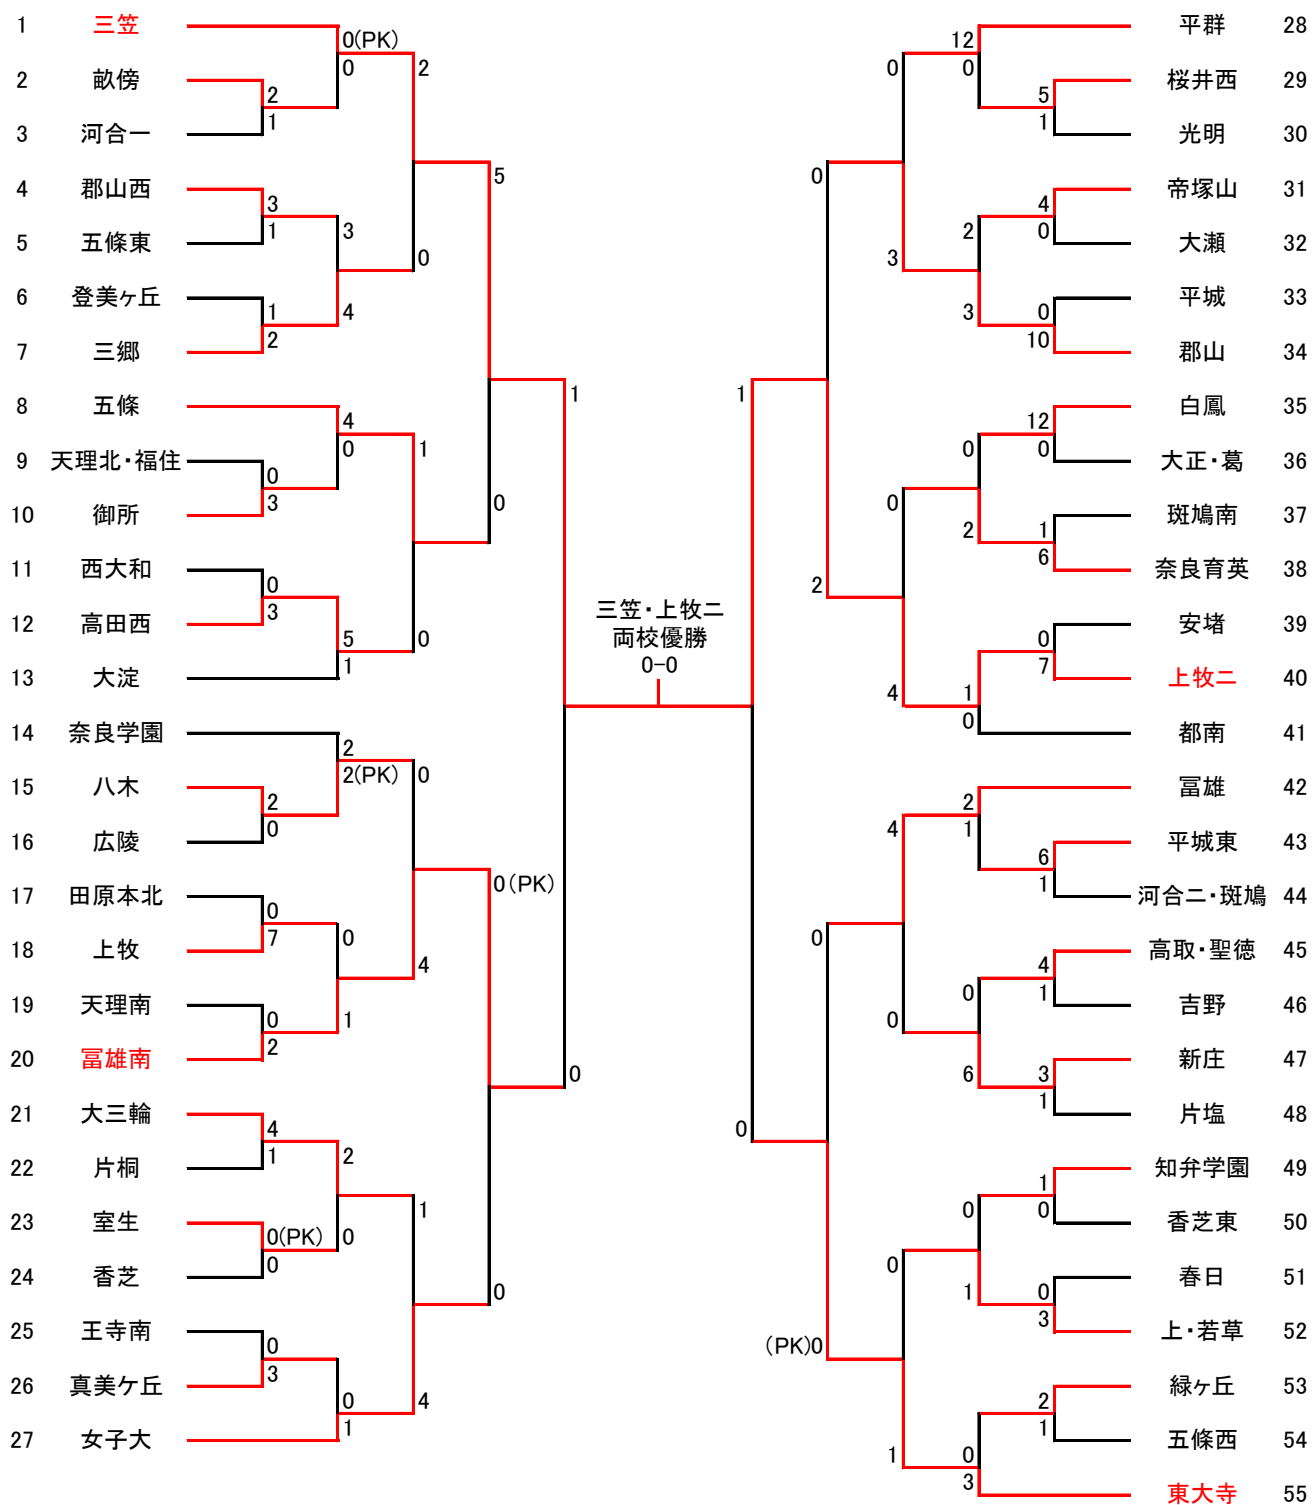 1 三笠
2 畝傍
3 河合一
4 郡山西
5 五條東
6 登美ヶ丘
7 三郷
8 五條
9 天理北・福住
10 御所
11 西大和
12 高田西
13 大淀
14 奈良学園
15 八木
16 広陵
17 田原本北
18 上牧
19 天理南
20 冨雄南
21 大三輪
22 片桐
23 室生
24 香芝
25 王寺南
26 真美ケ丘
27 女子大
2
1
3
1
1
2
0
3
0
3
2
0
0
7
0
2
4
1
0(PK)
0
0
3
0(PK)
0
3
4
4
0
5
1
2
2(PK)
0
1
2
0
0
1
2
0
1
0
0
4
1
4
5
0
0(PK)
0
1
0
三笠・上牧二
両校優勝
0-0
1
0
0
2
0
(PK)0
0
3
0
4
4
0
0
1
12
0
2
3
0
2
1
0
2
1
0
6
0
1
0
3
5
1
4
0
0
10
12
0
1
6
0
7
6
1
4
1
3
1
1
0
0
3
2
1
平群 28
桜井西 29
光明 30
帝塚山 31
大瀬 32
平城 33
郡山 34
白鳳 35
大正・葛 36
斑鳩南 37
奈良育英 38
安堵 39
上牧二 40
都南 41
冨雄 42
平城東 43
河合二・斑鳩 44
高取・聖徳 45
吉野 46
新庄 47
片塩 48
知弁学園 49
香芝東 50
春日 51
上・若草 52
緑ヶ丘 53
五條西 54
東大寺 55